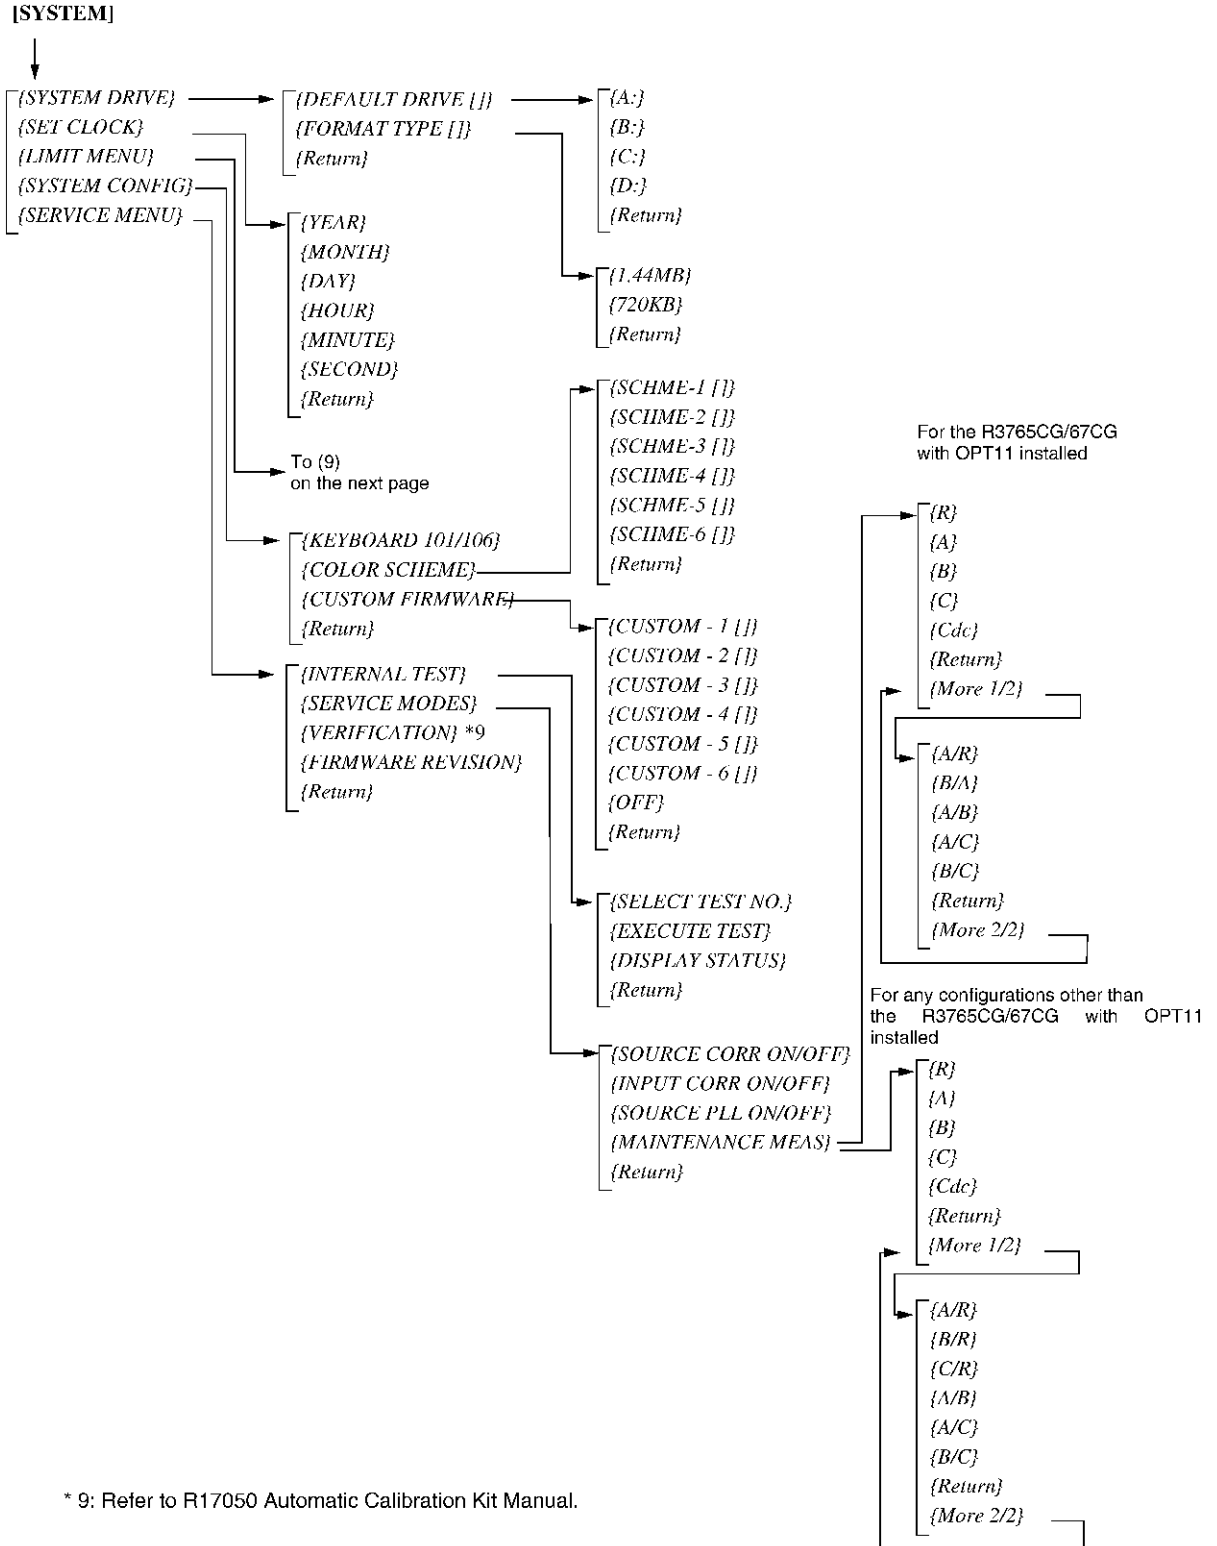 [SYSTEM]
{SYSTEM DRIVE}
{SET CLOCK}
{LIMIT MENU}
{SYSTEM CONFIG}
{SERVICE MENU}
{DEFAULT DRIVE []}
{FORMAT TYPE []}
{Return}
{A:}
{B:}
{C:}
{D:}
{Return}
{YEAR}
{MONTH}
{DAY}
{HOUR}
{MINUTE}
{SECOND}
{Return}
{1.44MB}
{720KB}
{Return}
To (9)
on the next page
{KEYBOARD 101/106}
{COLOR SCHEME}
{CUSTOM FIRMWARE}
{Return}
{SCHME-1 []}
{SCHME-2 []}
{SCHME-3 []}
{SCHME-4 []}
{SCHME-5 []}
{SCHME-6 []}
{Return}
{INTERNAL TEST}
{SERVICE MODES}
{VERIFICATION} *9
{FIRMWARE REVISION}
{Return}
{CUSTOM - 1 []}
{CUSTOM - 2 []}
{CUSTOM - 3 []}
{CUSTOM - 4 []}
{CUSTOM - 5 []}
{CUSTOM - 6 []}
{OFF}
{Return}
{SELECT TEST NO.}
{EXECUTE TEST}
{DISPLAY STATUS}
{Return}
{SOURCE CORR ON/OFF}
{INPUT CORR ON/OFF}
{SOURCE PLL ON/OFF}
{MAINTENANCE MEAS}
{Return}
For the R3765CG/67CG
with OPT11 installed
{R}
{A}
{B}
{C}
{Cdc}
{Return}
{More 1/2}
{A/R}
{B/A}
{A/B}
{A/C}
{B/C}
{Return}
{More 2/2}
For any configurations other than
the R3765CG/67CG with OPT11
installed
{R}
{A}
{B}
{C}
{Cdc}
{Return}
{More 1/2}
{A/R}
{B/R}
{C/R}
{A/B}
{A/C}
{B/C}
{Return}
{More 2/2}
* 9: Refer to R17050 Automatic Calibration Kit Manual.